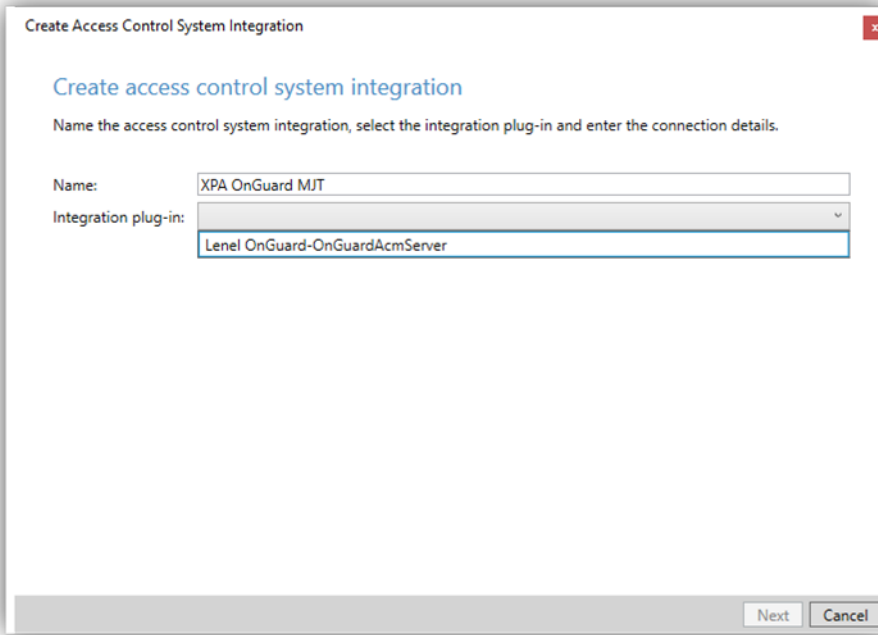 Create Access Control System Integration
x
Create access control system integration
Name the access control system integration, select the integration plug-in and enter the connection details.
Name: XPA OnGuard MJT
Integration plug-in:
Lenel OnGuard-OnGuardAcmServer
Next Cancel